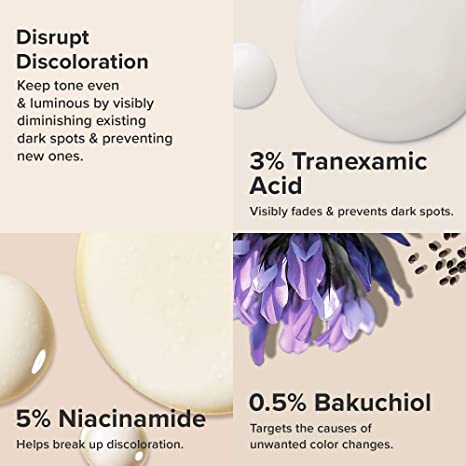 Disrupt
Discoloration
Keep tone even
& luminous by visibly
diminishing existing
dark spots & preventing
new ones.
3% Tranexamic
Acid
Visibly fades & prevents dark spots.
5% Niacinamide
Helps break up discoloration.
0.5% Bakuchiol
Targets the causes of
unwanted color changes.